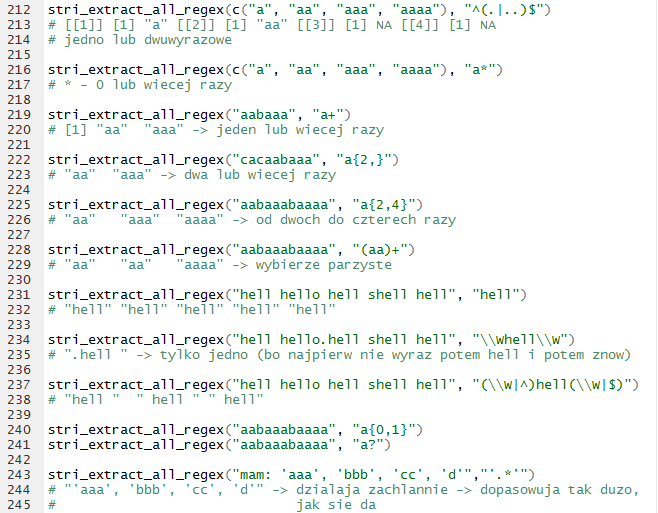 212 stri_extract_all_regex(c("a", "aa", "aaa", "aaaa"), "^(.|..)$")
213 # [[1]] [1] "a" [[2]] [1] "aa" [[3]] [1] NA [[4]] [1] NA
214 # jedno lub dwuwyrazowe
215
216 stri_extract_all_regex(c("a", "aa", "aaa", "aaaa"), "a*")
217 # * - 0 lub wiecej razy
218
219 stri_extract_all_regex("aabaaa", "a+")
220 # [1] "aa"  "aaa" -> jeden lub wiecej razy
221
222 stri_extract_all_regex("cacaabaaa", "a{2,}")
223 # "aa"  "aaa" -> dwa lub wiecej razy
224
225 stri_extract_all_regex("aabaaabaaaa", "a{2,4}")
226 # "aa"   "aaa"  "aaaa" -> od dwoch do czterech razy
227
228 stri_extract_all_regex("aabaaabaaaa", "(aa)+")
229 # "aa"   "aa"   "aaaa" -> wybierze parzyste
230
231 stri_extract_all_regex("hell hello hell shell hell", "hell")
232 # "hell" "hell" "hell" "hell" "hell"
233
234 stri_extract_all_regex("hell hello.hell shell hell", "\\Whell\\W")
235 # ".hell " -> tylko jedno (bo najpierw nie wyraz potem hell i potem znow)
236
237 stri_extract_all_regex("hell hello hell shell hell", "(\\W|^)hell(\\W|$)")
238 # "hell "  " hell " " hell"
239
240 stri_extract_all_regex("aabaaabaaaa", "a{0,1}")
241 stri_extract_all_regex("aabaaabaaaa", "a?")
242
243 stri_extract_all_regex("mam: 'aaa', 'bbb', 'cc', 'd'","'.*'")
244 # "'aaa', 'bbb', 'cc', 'd'" -> dzialaja zachlannie -> dopasowuja tak duzo,
245 #                              jak sie da